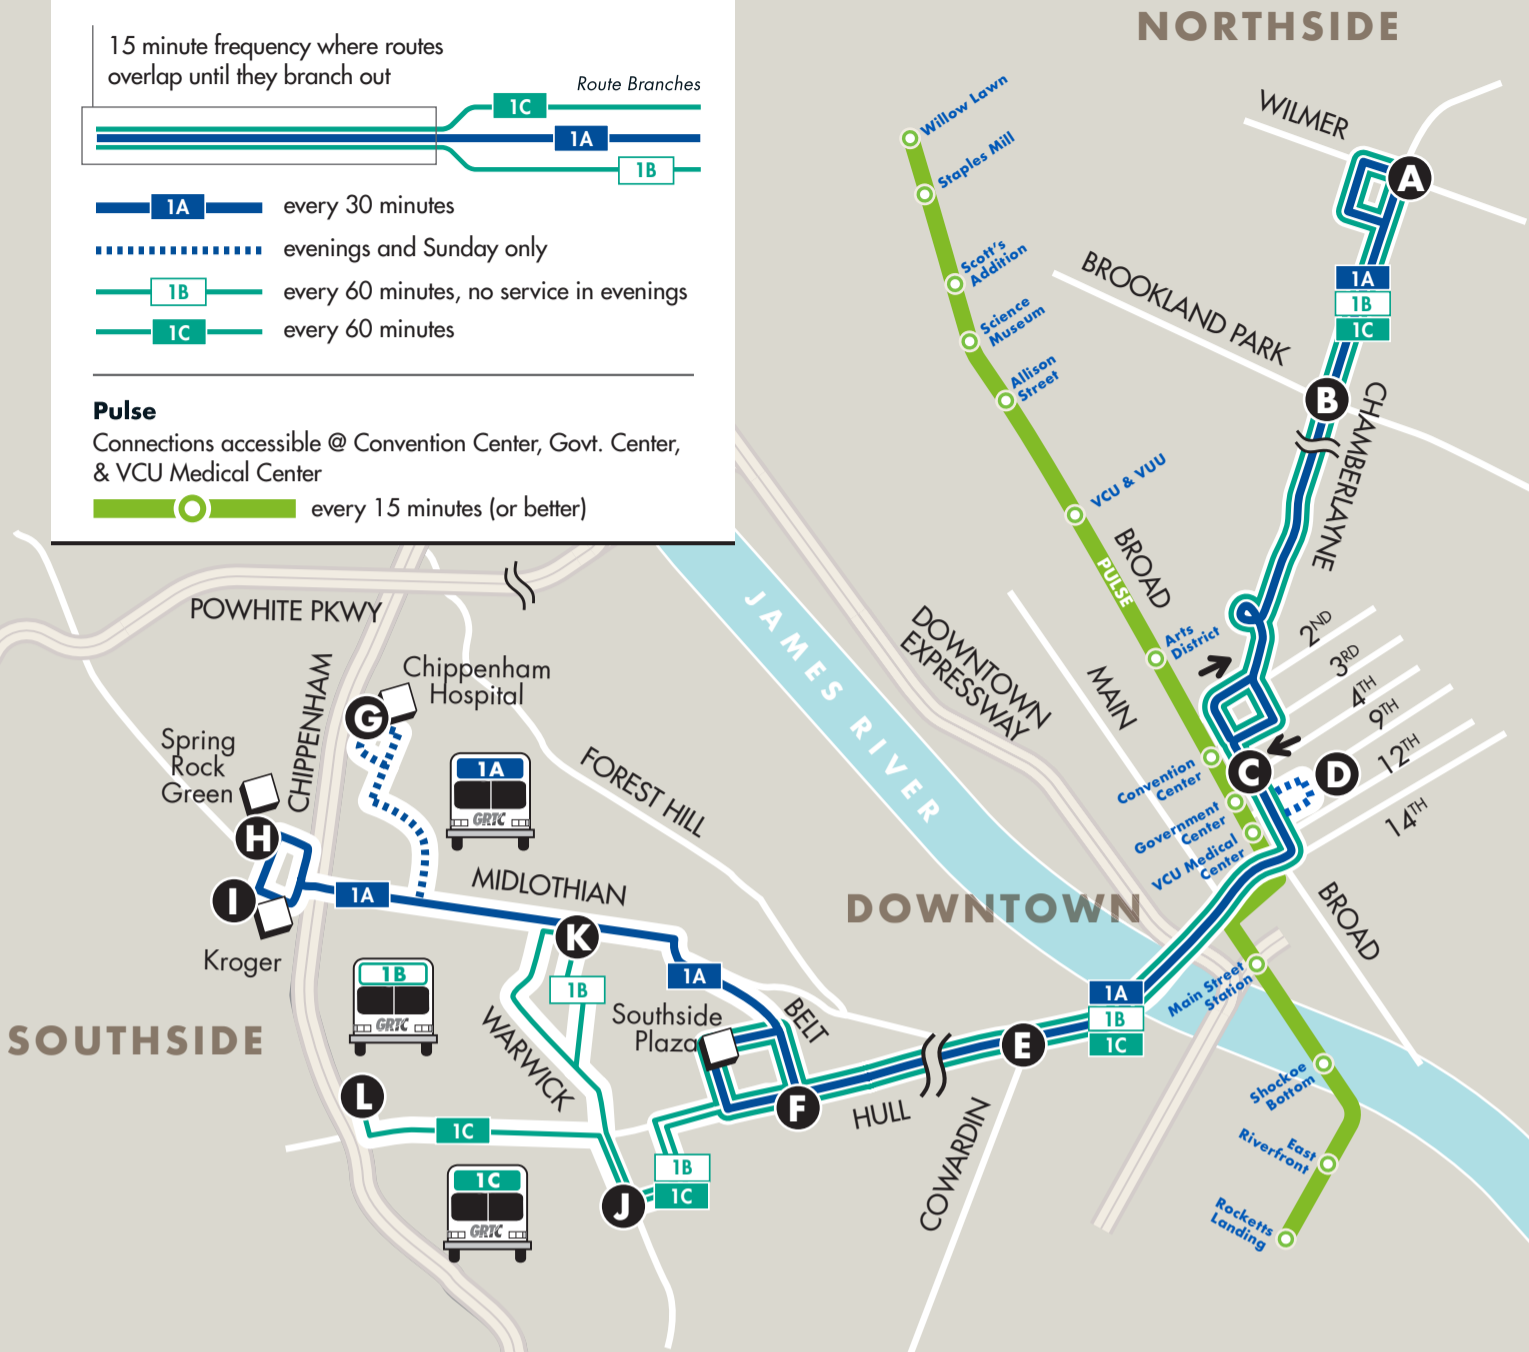 15 minute frequency where routes
overlap until they branch out
Route Branches
1C
1A
1B
1A every 30 minutes
evenings and Sunday only
1B every 60 minutes, no service in evenings
1C every 60 minutes
Pulse
Connections accessible @ Convention Center, Govt. Center,
& VCU Medical Center
every 15 minutes (or better)
NORTHSIDE
WILMER
A
1A
1B
1C
BROOKLAND PARK
B
CHAMBERLAYNE
Willow Lawn
Staples Mill
Scott's
Addition
Science
Museum
Allison
Street
VCU & VUU
BROAD
PULSE
Arts
District
2ND
3RD
4TH
9TH
12TH
14TH
MAIN
DOWNTOWN
EXPRESSWAY
JAMES RIVER
Convention
Center
Government
Center
VCU Medical
Center
C
D
DOWNTOWN
BROAD
Main Street
Station
Shockoe
Bottom
East
Riverfront
Rocketts
Landing
1A
1B
1C
E
COWARDIN
HULL
F
BELT
Southside
Plaza
POWHITE PKWY
CHIPPENHAM
Chippenham
Hospital
G
Spring
Rock
Green
H
I
Kroger
1A
1A
GRTC
FOREST HILL
MIDLOTHIAN
K
1A
1B
WARWICK
1B
GRTC
SOUTHSIDE
L
1C
1C
GRTC
J
1B
1C